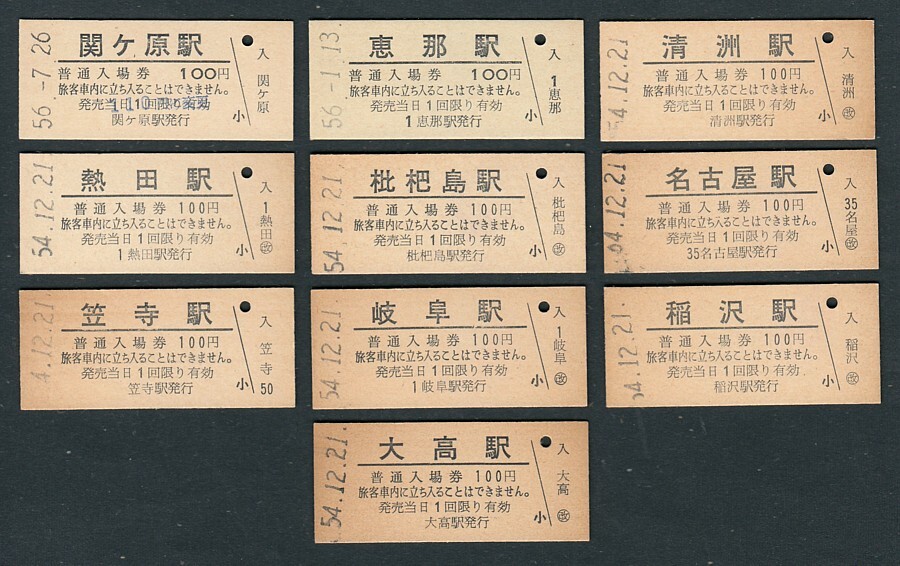 56.-7.26
関ケ原駅
普通入場券 100円
旅客車内に立ち入ることはできません。
発売当日1回限り有効
110
関ケ原駅発行
小
入
関ケ原
56.-1.13.
恵那駅
普通入場券 100円
旅客車内に立ち入ることはできません。
発売当日1回限り有効
1恵那駅発行
小
入
1恵那
54.12.21
清洲駅
普通入場券 100円
旅客車内に立ち入ることはできません。
発売当日1回限り有効
清洲駅発行
小
入
清洲
改
54.12.21
熱田駅
普通入場券 100円
旅客車内に立ち入ることはできません。
発売当日1回限り有効
1熱田駅発行
小
入
1熱田
改
54.12.21.
枇杷島駅
普通入場券 100円
旅客車内に立ち入ることはできません。
発売当日1回限り有効
枇杷島駅発行
小
入
枇杷島
改
54.12.21
名古屋駅
普通入場券 100円
旅客車内に立ち入ることはできません。
発売当日1回限り有効
35名古屋駅発行
小
入
35名古屋
改
4.12.21
笠寺駅
普通入場券 100円
旅客車内に立ち入ることはできません。
発売当日1回限り有効
笠寺駅発行
小
入
笠寺
50
54.12.21.
岐阜駅
普通入場券 100円
旅客車内に立ち入ることはできません。
発売当日1回限り有効
1岐阜駅発行
小
入
1岐阜
改
54.12.21.
稲沢駅
普通入場券 100円
旅客車内に立ち入ることはできません。
発売当日1回限り有効
稲沢駅発行
小
入
稲沢
改
54.12.21.
大高駅
普通入場券 100円
旅客車内に立ち入ることはできません。
発売当日1回限り有効
大高駅発行
小
入
大高
改